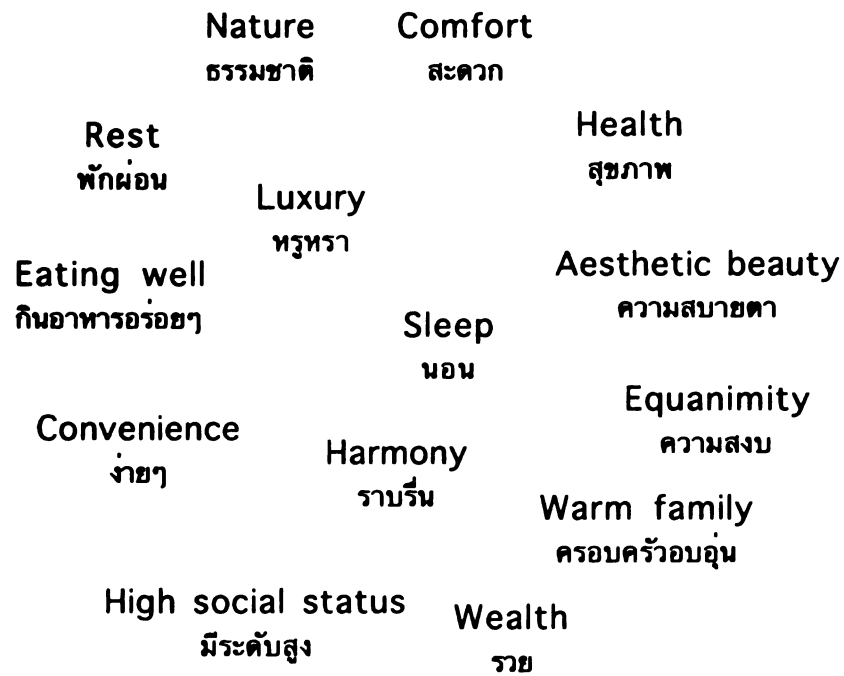 Nature
ธรรมชาติ
Comfort
สะดวก
Rest
พักผ่อน
Health
สุขภาพ
Luxury
หรูหรา
Eating well
กินอาหารอร่อยๆ
Aesthetic beauty
ความสบายตา
Sleep
นอน
Equanimity
ความสงบ
Convenience
ง่ายๆ
Harmony
ราบรื่น
Warm family
ครอบครัวอบอุ่น
High social status
มีระดับสูง
Wealth
รวย